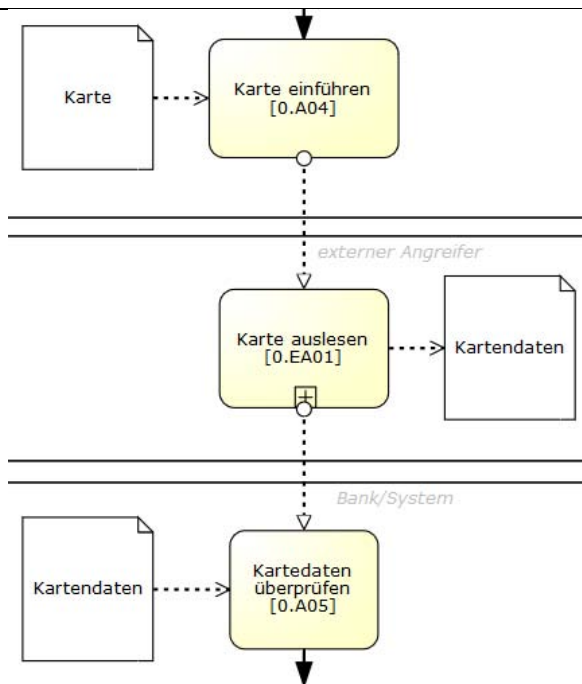 Karte
Karte einführen
[0.A04]
externer Angreifer
Karte auslesen
[0.EA01]
Kartendaten
Bank/System
Kartendaten
Kartedaten
überprüfen
[0.A05]